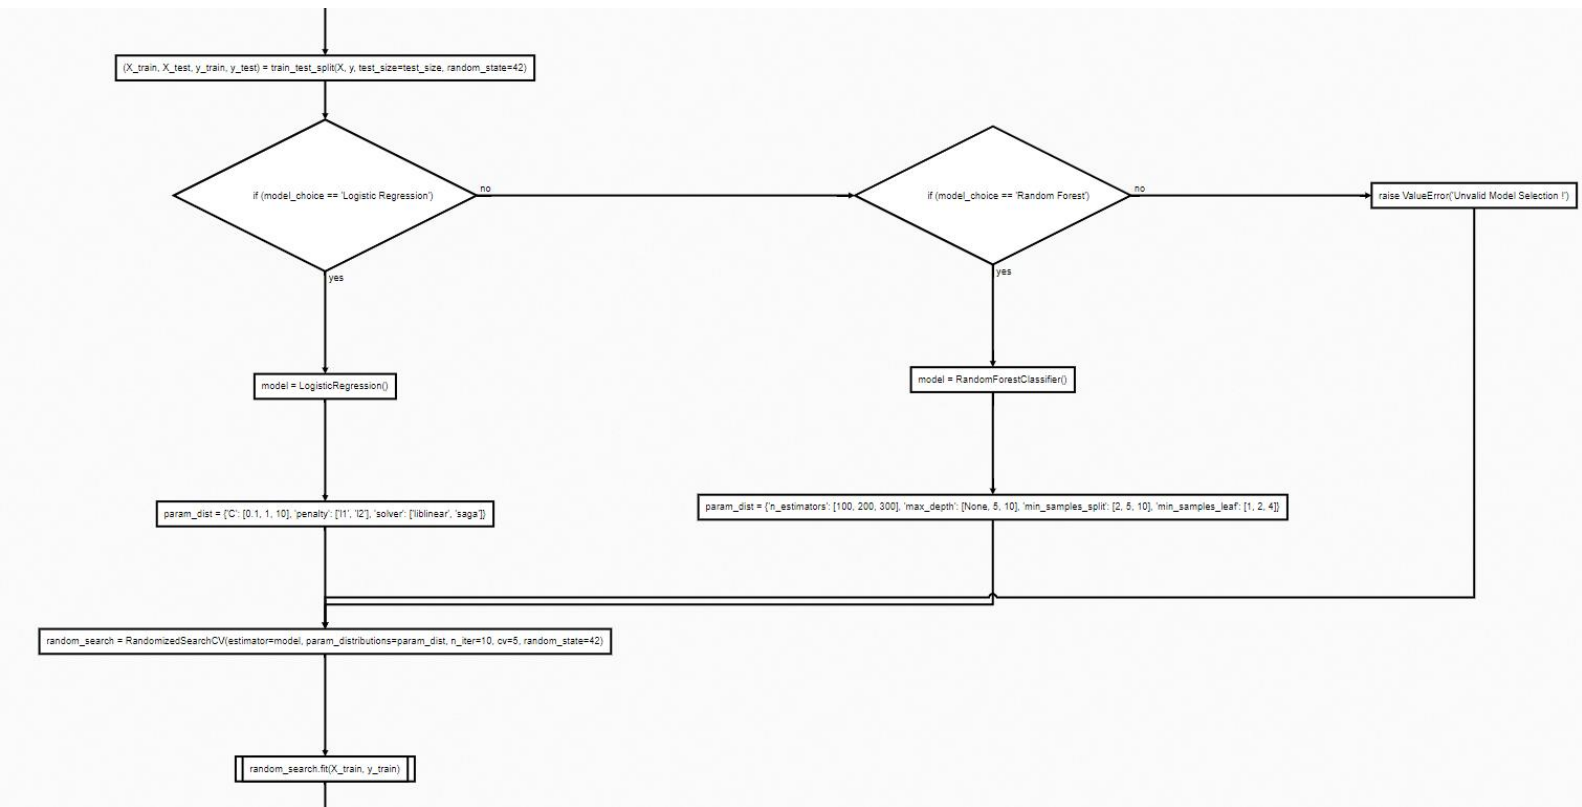 (X_train, X_test, y_train, y_test) = train_test_split(X, y, test_size=test_size, random_state=42)
if (model_choice == 'Logistic Regression')
no
if (model_choice == 'Random Forest')
no
raise ValueError('Unvalid Model Selection !')
yes
yes
model = LogisticRegression()
model = RandomForestClassifier()
param_dist = {'C': [0.1, 1, 10], 'penalty': ['l1', 'l2'], 'solver': ['liblinear', 'saga']}
param_dist = {'n_estimators': [100, 200, 300], 'max_depth': [None, 5, 10], 'min_samples_split': [2, 5, 10], 'min_samples_leaf': [1, 2, 4]}
random_search = RandomizedSearchCV(estimator=model, param_distributions=param_dist, n_iter=10, cv=5, random_state=42)
random_search.fit(X_train, y_train)